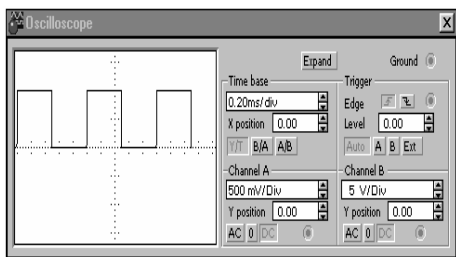 Oscilloscope
Expand
Ground
Time base
0.20ms/div
X position 0.00
Y/T B/A A/B
Trigger
Edge
Level 0.00
Auto A B Ext
Channel A
500 mV/Div
Y position 0.00
AC 0 DC
Channel B
5 V/Div
Y position 0.00
AC 0 DC